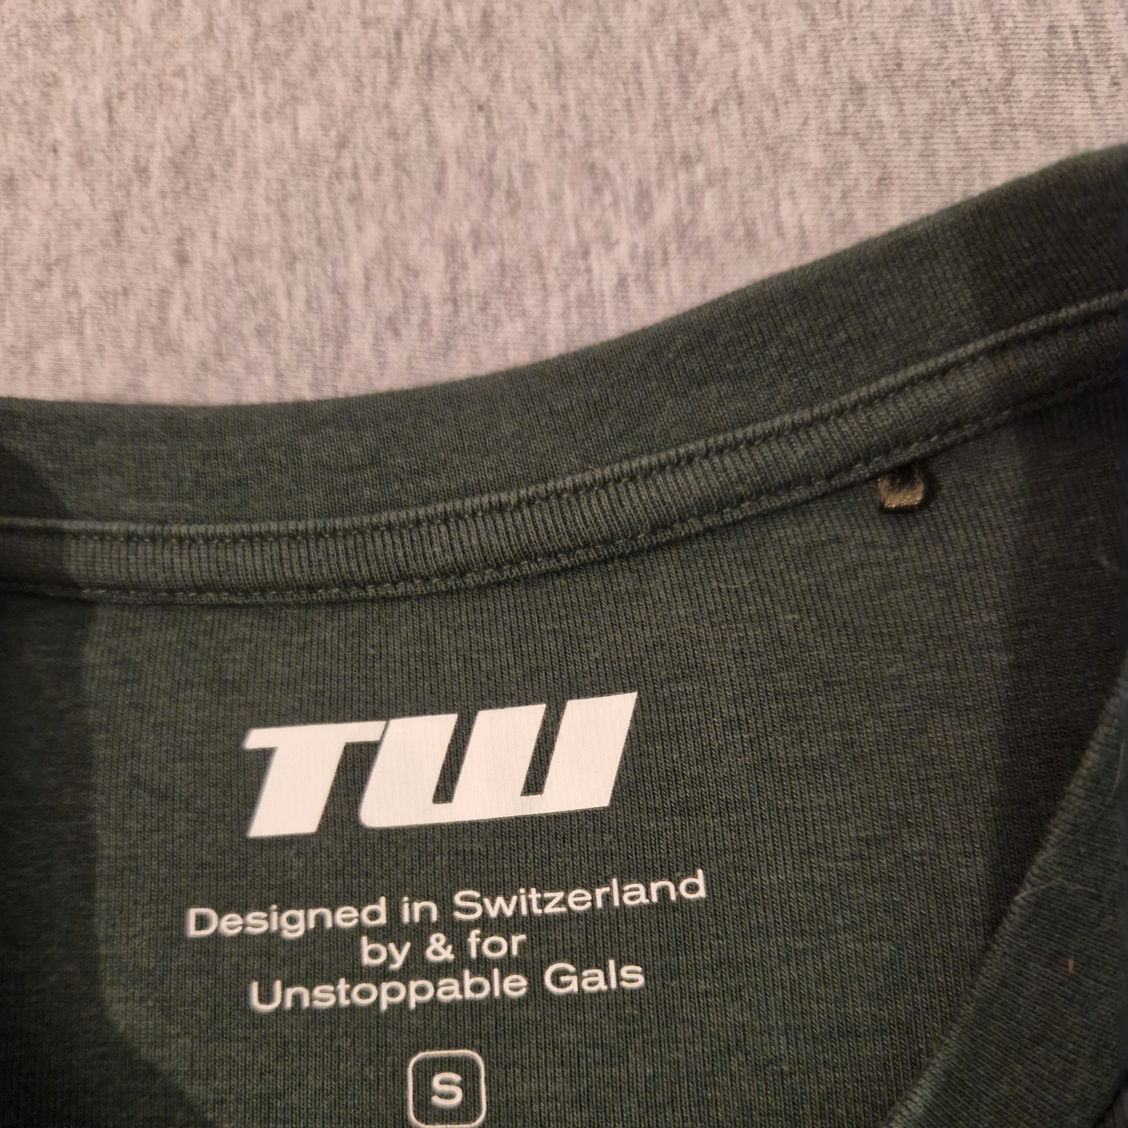 TW
Designed in Switzerland
by & for
Unstoppable Gals
S